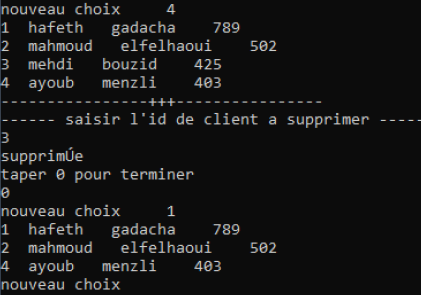 nouveau choix 4
1 hafeth gadacha 789
2 mahmoud elfelhaoui 502
3 mehdi bouzid 425
4 ayoub menzli 403
----------------+++----------------
------ saisir l'id de client a supprimer -----
3
supprimÚe
taper 0 pour terminer
0
nouveau choix 1
1 hafeth gadacha 789
2 mahmoud elfelhaoui 502
4 ayoub menzli 403
nouveau choix